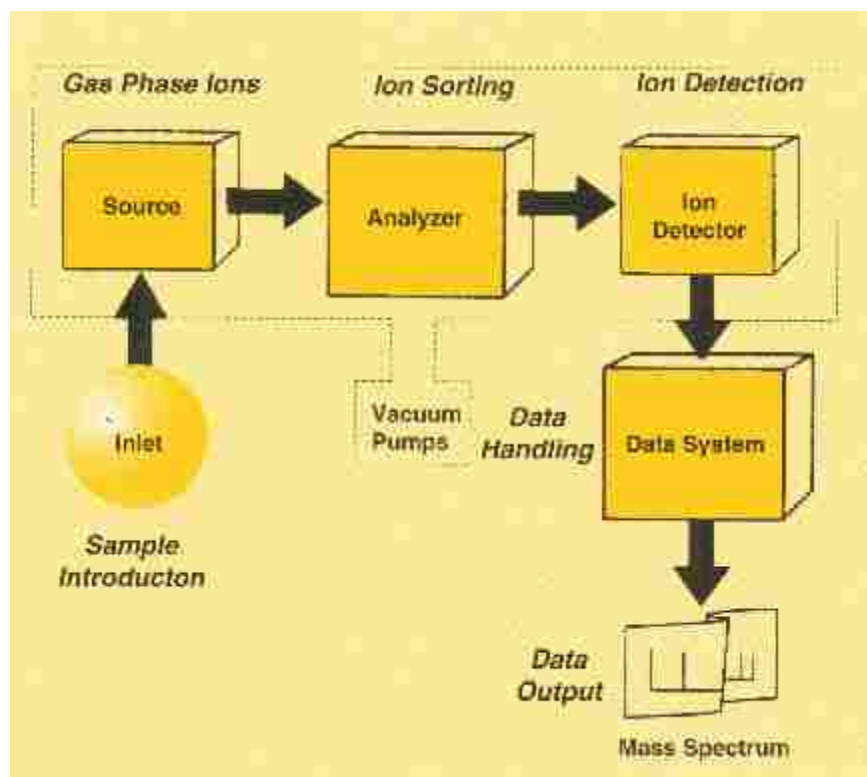 Gas Phase Ions
Ion Sorting
Ion Detection
Source
Analyzer
Ion
Detector
Inlet
Vacuum
Pumps
Data
Handling
Data System
Sample
Introducton
Data
Output
Mass Spectrum